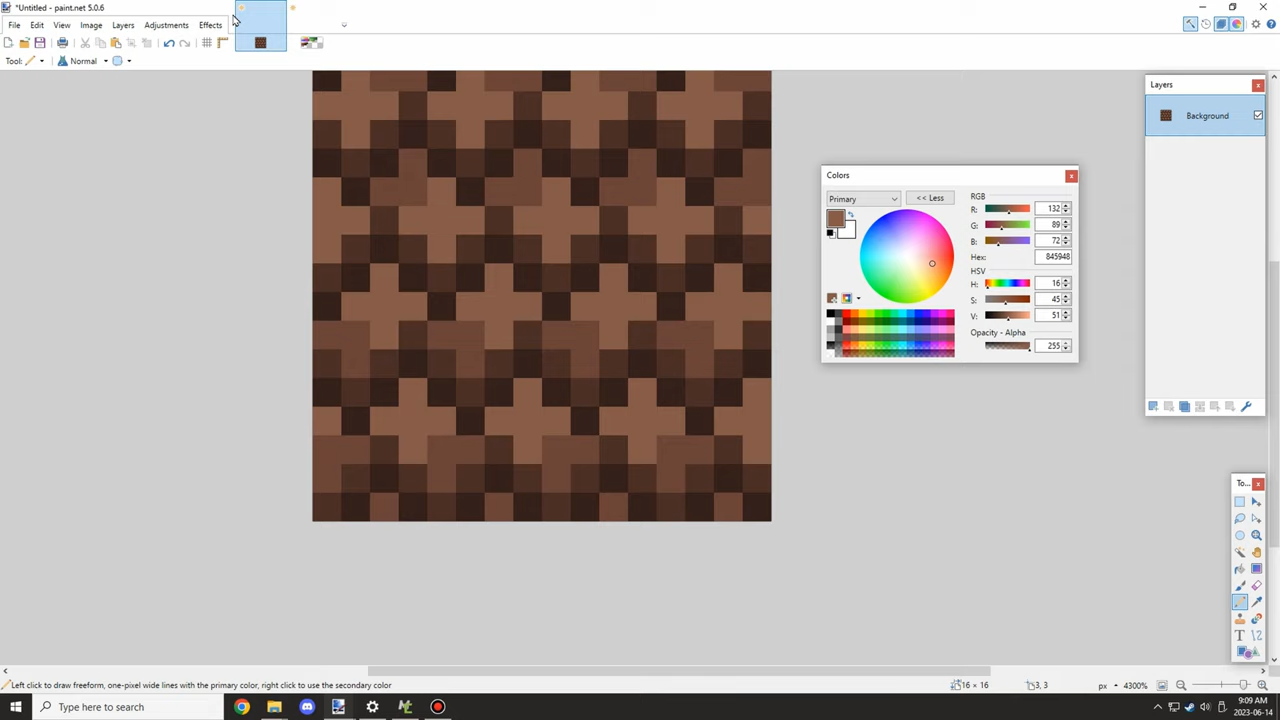 *Untitled - paint.net 5.0.6
File Edit View Image Layers Adjustments Effects
Tool: Normal
Layers
Background
Colors
Primary << Less
RGB
R: 132
G: 89
B: 72
Hex: 845948
HSV
H: 16
S: 45
V: 51
Opacity - Alpha
255
To...
Left click to draw freeform, one-pixel wide lines with the primary color, right click to use the secondary color
16 × 16 3, 3 px 4300%
Type here to search
9:09 AM
2023-06-14